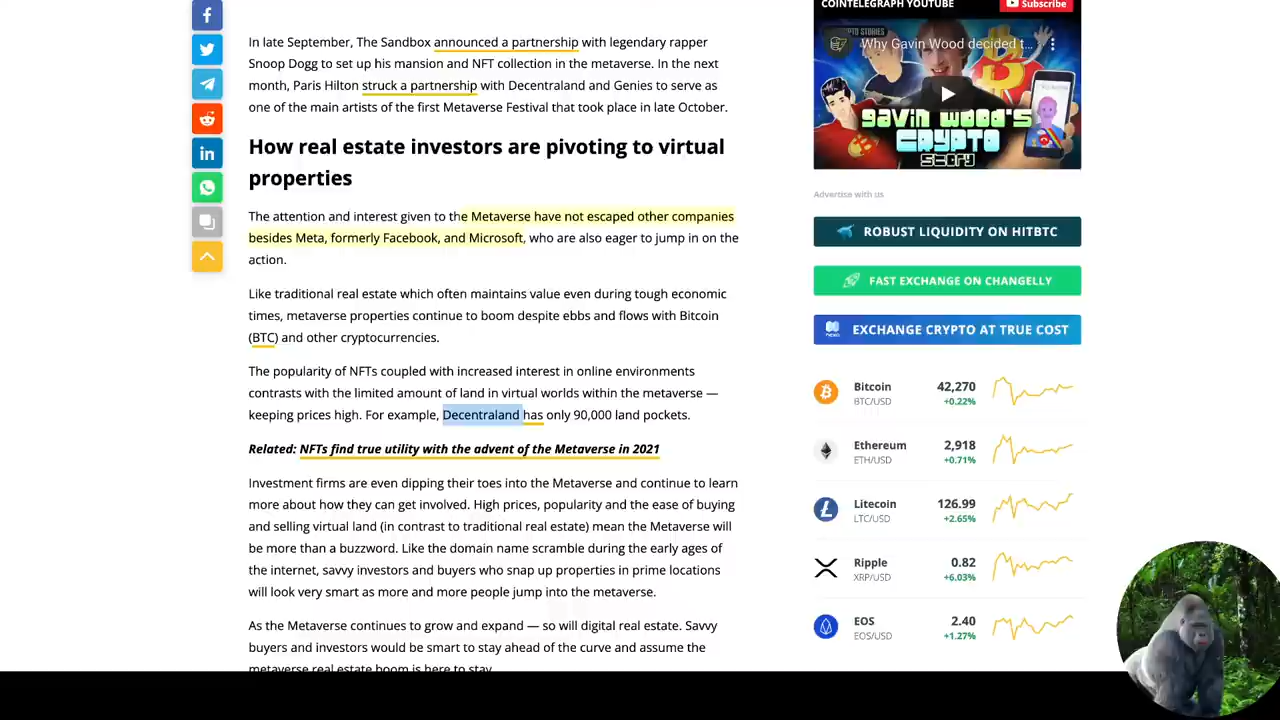 In late September, The Sandbox announced a partnership with legendary rapper
Snoop Dogg to set up his mansion and NFT collection in the metaverse. In the next
month, Paris Hilton struck a partnership with Decentraland and Genies to serve as
one of the main artists of the first Metaverse Festival that took place in late October.
How real estate investors are pivoting to virtual
properties
The attention and interest given to the Metaverse have not escaped other companies
besides Meta, formerly Facebook, and Microsoft, who are also eager to jump in on the
action.
Like traditional real estate which often maintains value even during tough economic
times, metaverse properties continue to boom despite ebbs and flows with Bitcoin
(BTC) and other cryptocurrencies.
The popularity of NFTs coupled with increased interest in online environments
contrasts with the limited amount of land in virtual worlds within the metaverse —
keeping prices high. For example, Decentraland has only 90,000 land pockets.
Related: NFTs find true utility with the advent of the Metaverse in 2021
Investment firms are even dipping their toes into the Metaverse and continue to learn
more about how they can get involved. High prices, popularity and the ease of buying
and selling virtual land (in contrast to traditional real estate) mean the Metaverse will
be more than a buzzword. Like the domain name scramble during the early ages of
the internet, savvy investors and buyers who snap up properties in prime locations
will look very smart as more and more people jump into the metaverse.
As the Metaverse continues to grow and expand — so will digital real estate. Savvy
buyers and investors would be smart to stay ahead of the curve and assume the
metaverse real estate boom is here to stay.
COINTELEGRAPH YOUTUBE
Subscribe
Why Gavin Wood decided t...
GAVIN WOOD'S
CRYPTO
STORY
Advertise with us
ROBUST LIQUIDITY ON HITBTC
FAST EXCHANGE ON CHANGELLY
EXCHANGE CRYPTO AT TRUE COST
Bitcoin 42,270
BTC/USD +0.22%
Ethereum 2,918
ETH/USD +0.71%
Litecoin 126.99
LTC/USD +2.65%
Ripple 0.82
XRP/USD +6.03%
EOS 2.40
EOS/USD +1.27%